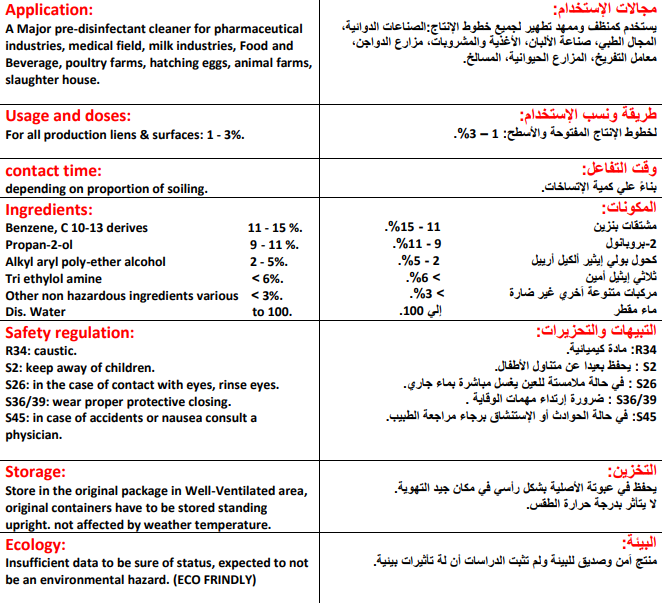 Application:
A Major pre-disinfectant cleaner for pharmaceutical
industries, medical field, milk industries, Food and
Beverage, poultry farms, hatching eggs, animal farms,
slaughter house.
مجالات الإستخدام:
يستخدم كمنظف وممهد تطهير لجميع خطوط الإنتاج:الصناعات الدوائية،
المجال الطبي، صناعة الألبان، الأغذية والمشروبات، مزارع الدواجن،
معامل التفريخ، المزارع الحيوانية، المسالخ.
Usage and doses:
For all production liens & surfaces: 1 - 3%.
طريقة ونسب الإستخدام:
لخطوط الإنتاج المفتوحة والأسطح: 1 – 3%.
contact time:
depending on proportion of soiling.
وقت التفاعل:
بناءً علي كمية الإتساخات.
Ingredients:
Benzene, C 10-13 derives 11 - 15 %.
Propan-2-ol 9 - 11 %.
Alkyl aryl poly-ether alcohol 2 - 5%.
Tri ethylol amine < 6%.
Other non hazardous ingredients various < 3%.
Dis. Water to 100.
المكونات:
مشتقات بنزين 11 - 15%.
2-بروبانول 9 - 11%.
كحول بولي إيثير ألكيل أرييل 2 - 5%.
ثلاثي إيثيل أمين < 6%.
مركبات متنوعة أخري غير ضارة < 3%.
ماء مقطر إلي 100.
Safety regulation:
R34: caustic.
S2: keep away of children.
S26: in the case of contact with eyes, rinse eyes.
S36/39: wear proper protective closing.
S45: in case of accidents or nausea consult a
physician.
التبيهات والتحزيرات:
R34: مادة كيميائية.
S2 : يحفظ بعيدا عن متناول الأطفال.
S26 : في حالة ملامسة للعين يغسل مباشرة بماء جاري.
S36/39 : ضرورة إرتداء مهمات الوقاية .
S45: في حالة الحوادث أو الإستنشاق برجاء مراجعة الطبيب.
Storage:
Store in the original package in Well-Ventilated area,
original containers have to be stored standing
upright. not affected by weather temperature.
التخزين:
يحفظ في عبوتة الأصلية بشكل رأسي في مكان جيد التهوية.
لا يتأثر بدرجة حرارة الطقس.
Ecology:
Insufficient data to be sure of status, expected to not
be an environmental hazard. (ECO FRINDLY)
البيئة:
منتج أمن وصديق للبيئة ولم تثبت الدراسات أن لة تأثيرات بيئية.